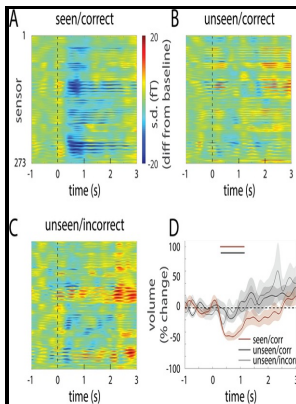 A
seen/correct
B
unseen/correct
1
sensor
273
20
s.d. (fT)
(diff from baseline)
-20
-1 0 1 2 3
time (s)
-1 0 1 2 3
time (s)
C
unseen/incorrect
D
-1 0 1 2 3
time (s)
100
50
0
-50
-100
volume
(% change)
seen/corr
unseen/corr
unseen/incorr
-1 0 1 2 3
time (s)